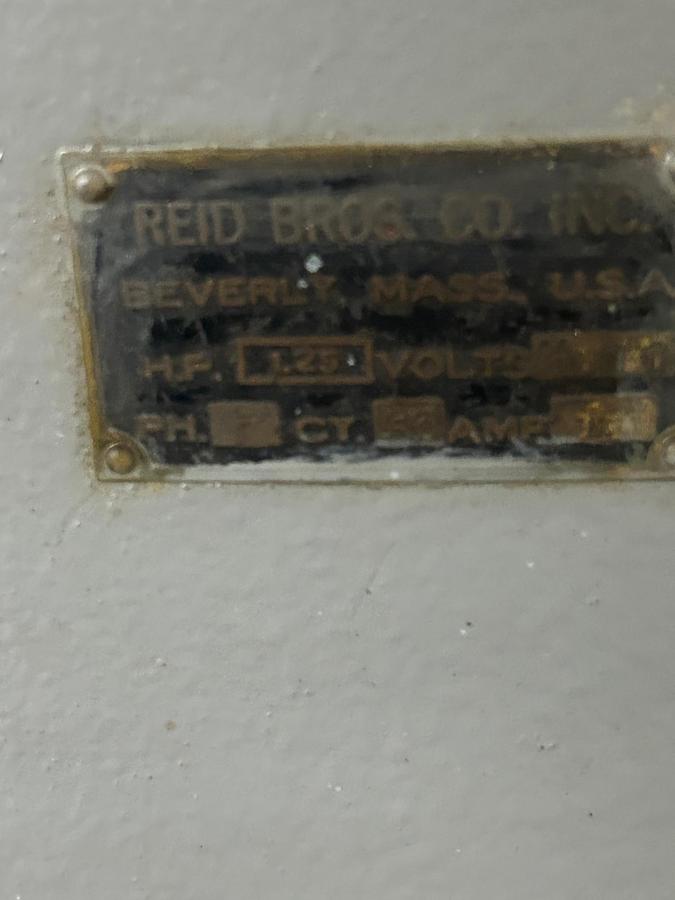 REID BROS. CO. INC.
BEVERLY, MASS., U.S.A.
H.P. 1.25 VOLTS
PH. CY. AMP.